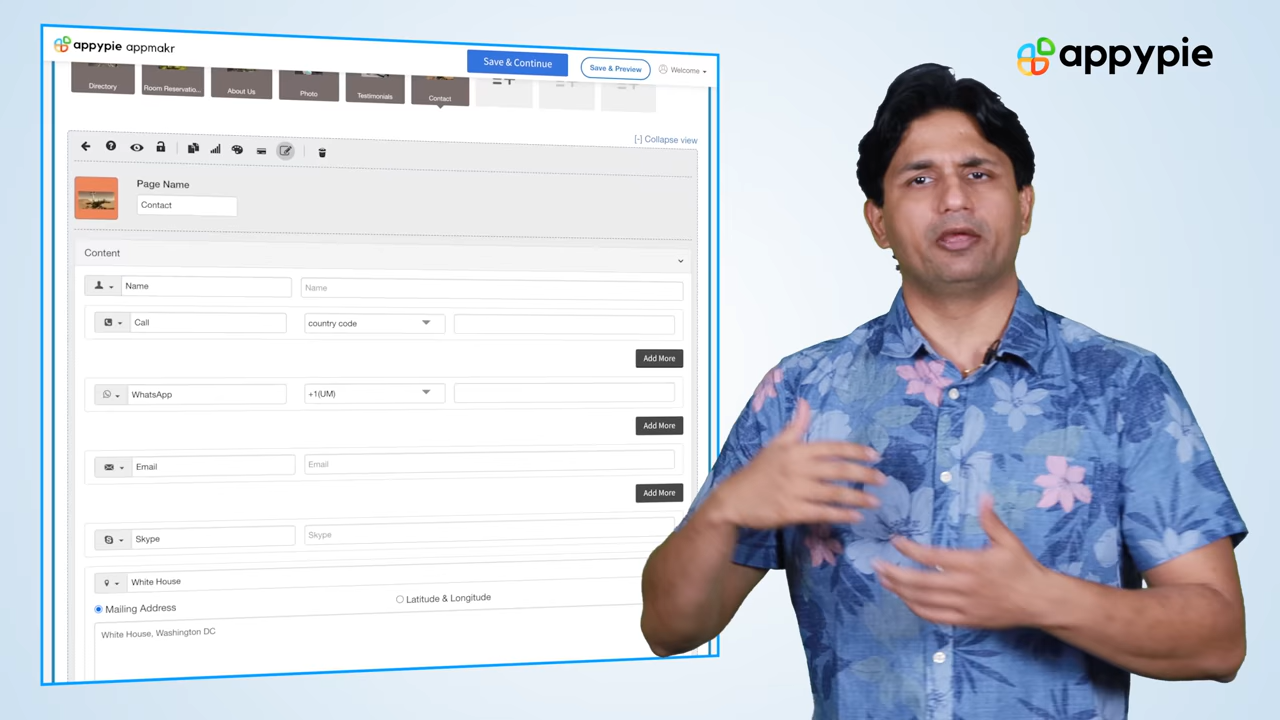 appypie appmakr
Save & Continue
Save & Preview
Welcome
appypie
Directory
Room Reservatio...
About Us
Photo
Testimonials
Contact
[-] Collapse view
Page Name
Contact
Content
Name
Name
Call
country code
Add More
WhatsApp
+1(UM)
Add More
Email
Email
Add More
Skype
Skype
White House
Mailing Address
Latitude & Longitude
White House, Washington DC